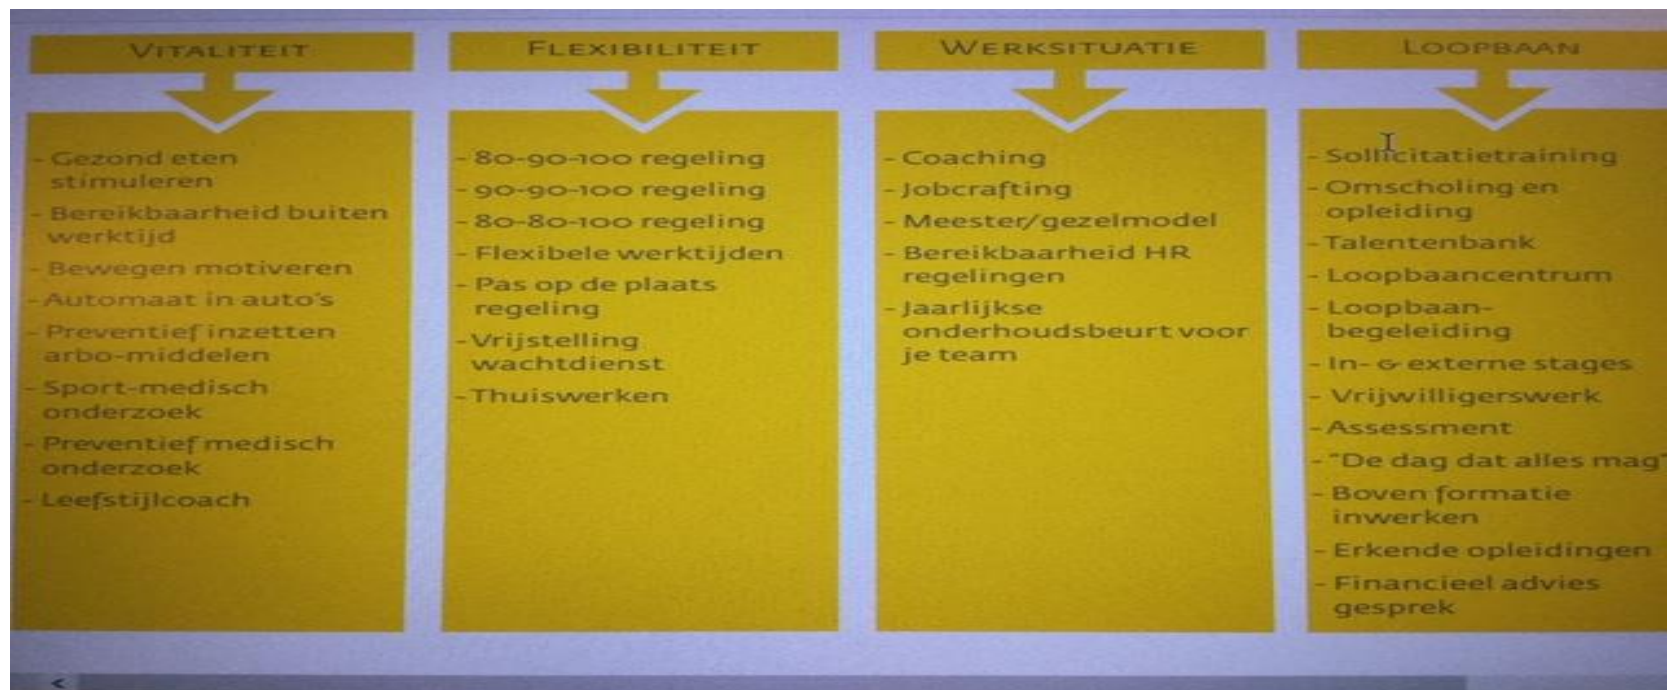 VITALITEIT
- Gezond eten
stimuleren
- Bereikbaarheid buiten
werktijd
- Bewegen motiveren
- Automaat in auto's
- Preventief inzetten
arbo-middelen
- Sport-medisch
onderzoek
- Preventief medisch
onderzoek
- Leefstijlcoach
FLEXIBILITEIT
- 80-90-100 regeling
- 90-90-100 regeling
- 80-80-100 regeling
- Flexibele werktijden
- Pas op de plaats
regeling
- Vrijstelling
wachtdienst
- Thuiswerken
WERKSITUATIE
- Coaching
- Jobcrafting
- Meester/gezelmodel
- Bereikbaarheid HR
regelingen
- Jaarlijkse
onderhoudsbeurt voor
je team
LOOPBAAN
- Sollicitatietraining
- Omscholing en
opleiding
- Talentenbank
- Loopbaancentrum
- Loopbaan-
begeleiding
- In- & externe stages
- Vrijwilligerswerk
- Assessment
- "De dag dat alles mag"
- Boven formatie
inwerken
- Erkende opleidingen
- Financieel advies
gesprek